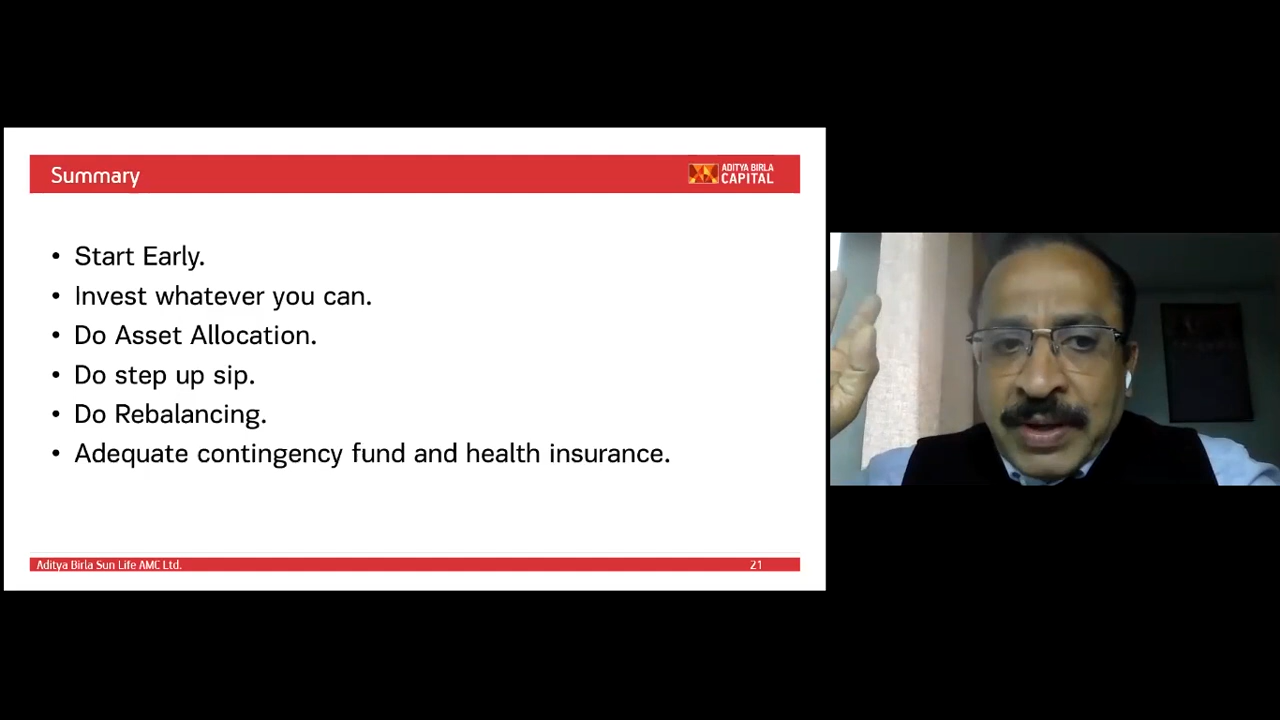 Summary
ADITYA BIRLA
CAPITAL
• Start Early.
• Invest whatever you can.
• Do Asset Allocation.
• Do step up sip.
• Do Rebalancing.
• Adequate contingency fund and health insurance.
Aditya Birla Sun Life AMC Ltd.
21